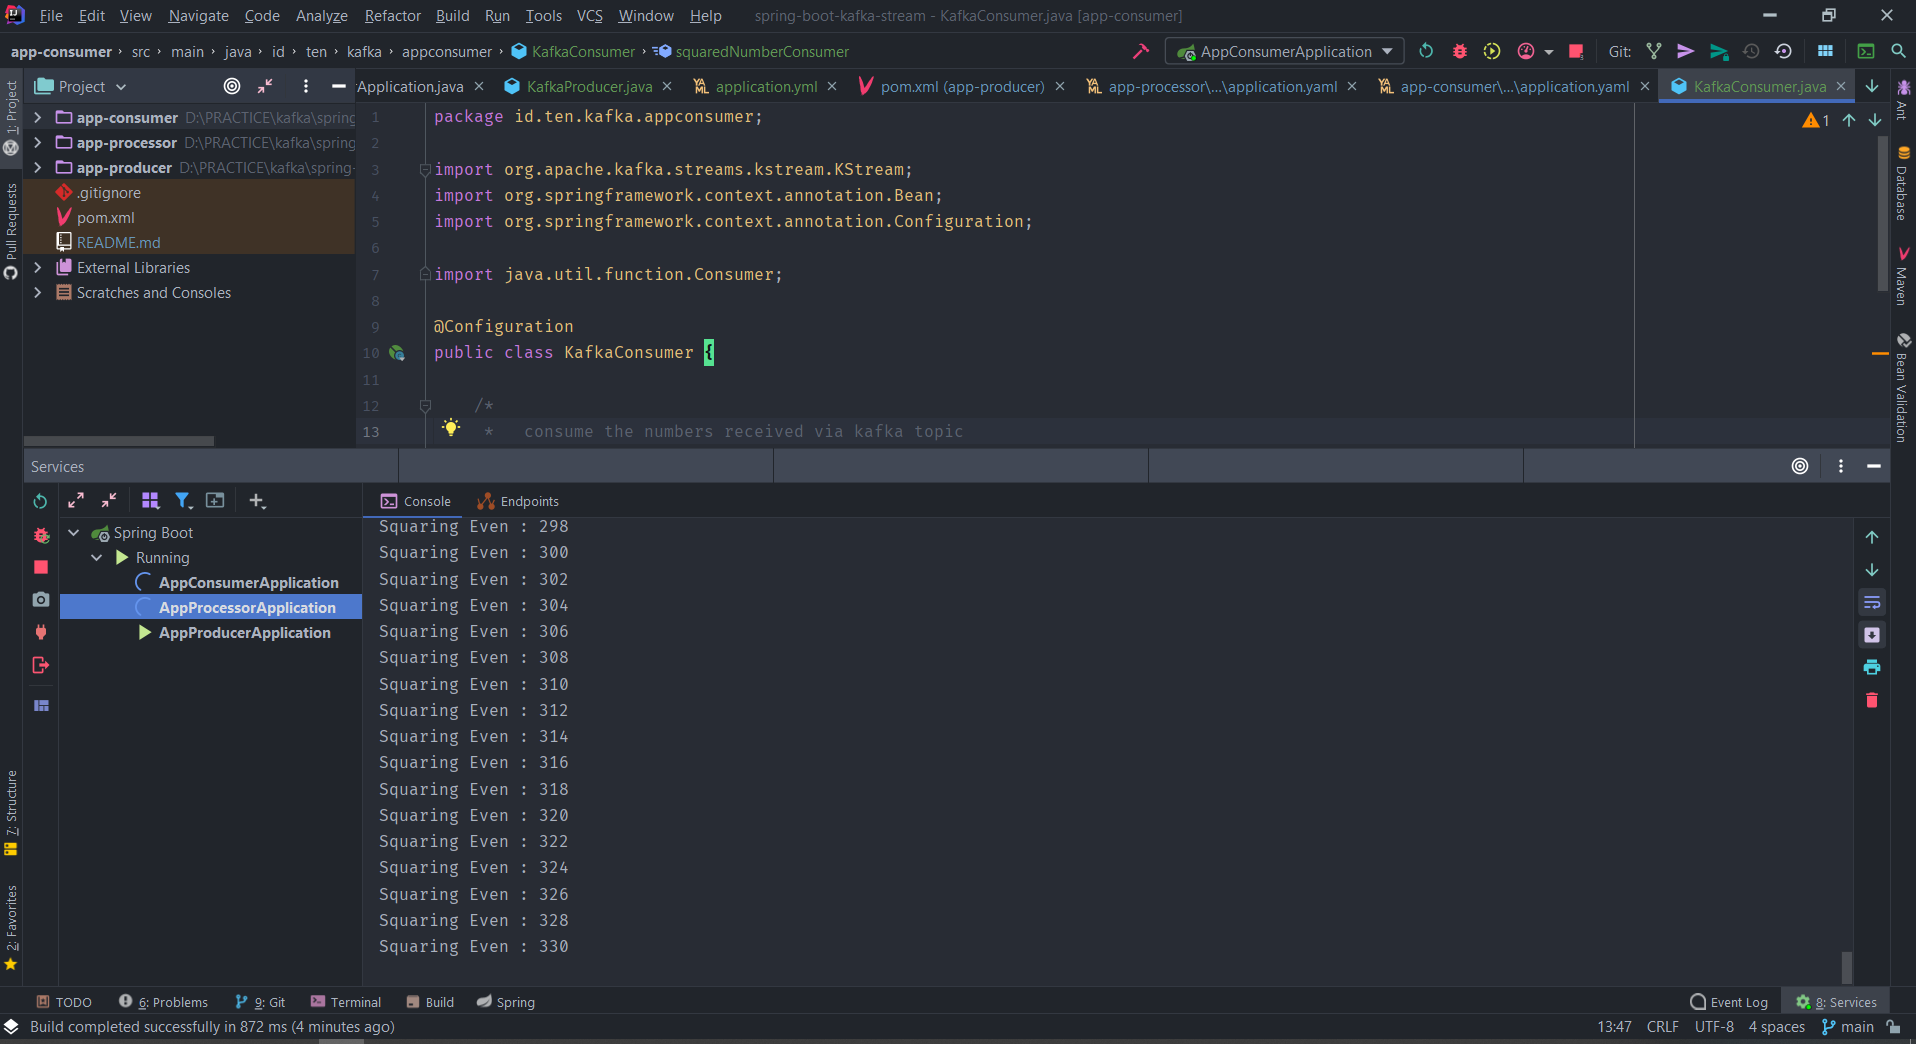 File Edit View Navigate Code Analyze Refactor Build Run Tools VCS Window Help spring-boot-kafka-stream - KafkaConsumer.java [app-consumer]
app-consumer › src › main › java › id › ten › kafka › appconsumer › KafkaConsumer › squaredNumberConsumer AppConsumerApplication Git:
Project Application.java KafkaProducer.java application.yml pom.xml (app-producer) app-processor\...\application.yaml app-consumer\...\application.yaml KafkaConsumer.java
1: Project
Pull Requests
7: Structure
2: Favorites
app-consumer D:\PRACTICE\kafka\spring
app-processor D:\PRACTICE\kafka\spring
app-producer D:\PRACTICE\kafka\spring-
.gitignore
pom.xml
README.md
External Libraries
Scratches and Consoles
1 package id.ten.kafka.appconsumer;
2
3 import org.apache.kafka.streams.kstream.KStream;
4 import org.springframework.context.annotation.Bean;
5 import org.springframework.context.annotation.Configuration;
6
7 import java.util.function.Consumer;
8
9 @Configuration
10 public class KafkaConsumer {
11
12 /*
13 * consume the numbers received via kafka topic
1
Ant
Database
Maven
Bean Validation
Services
Console Endpoints
Spring Boot
Running
AppConsumerApplication
AppProcessorApplication
AppProducerApplication
Squaring Even : 298
Squaring Even : 300
Squaring Even : 302
Squaring Even : 304
Squaring Even : 306
Squaring Even : 308
Squaring Even : 310
Squaring Even : 312
Squaring Even : 314
Squaring Even : 316
Squaring Even : 318
Squaring Even : 320
Squaring Even : 322
Squaring Even : 324
Squaring Even : 326
Squaring Even : 328
Squaring Even : 330
TODO 6: Problems 9: Git Terminal Build Spring Event Log 8: Services
Build completed successfully in 872 ms (4 minutes ago) 13:47 CRLF UTF-8 4 spaces main